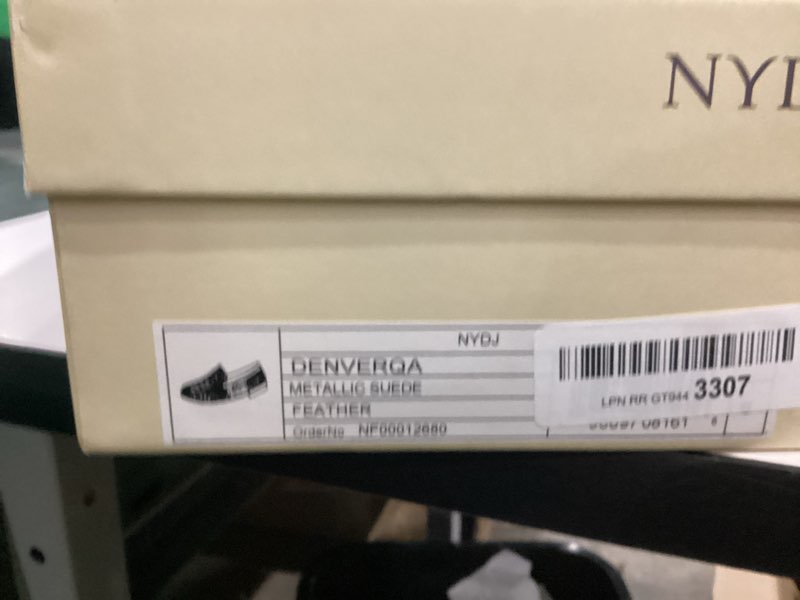 NYD
NYDJ
DENVERQA
METALLIC SUEDE
FEATHER
OrderNo NF00012660
LPN RR GT944 3307